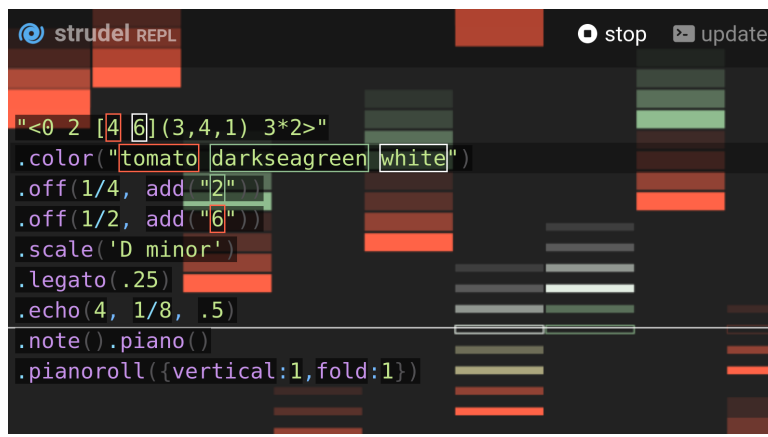 strudel REPL
stop
update
"<0 2 [4 6](3,4,1) 3*2>"
.color("tomato darkseagreen white")
.off(1/4, add("2"))
.off(1/2, add("6"))
.scale('D minor')
.legato(.25)
.echo(4, 1/8, .5)
.note().piano()
.pianoroll({vertical:1,fold:1})